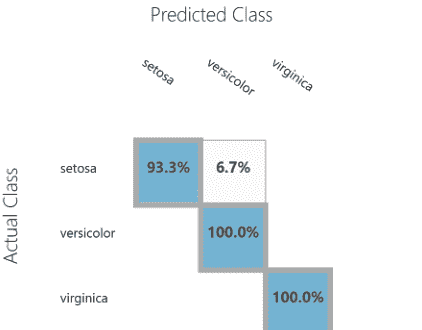 Predicted Class
setosa versicolor virginica
Actual Class
setosa 93.3% 6.7%
versicolor 100.0%
virginica 100.0%